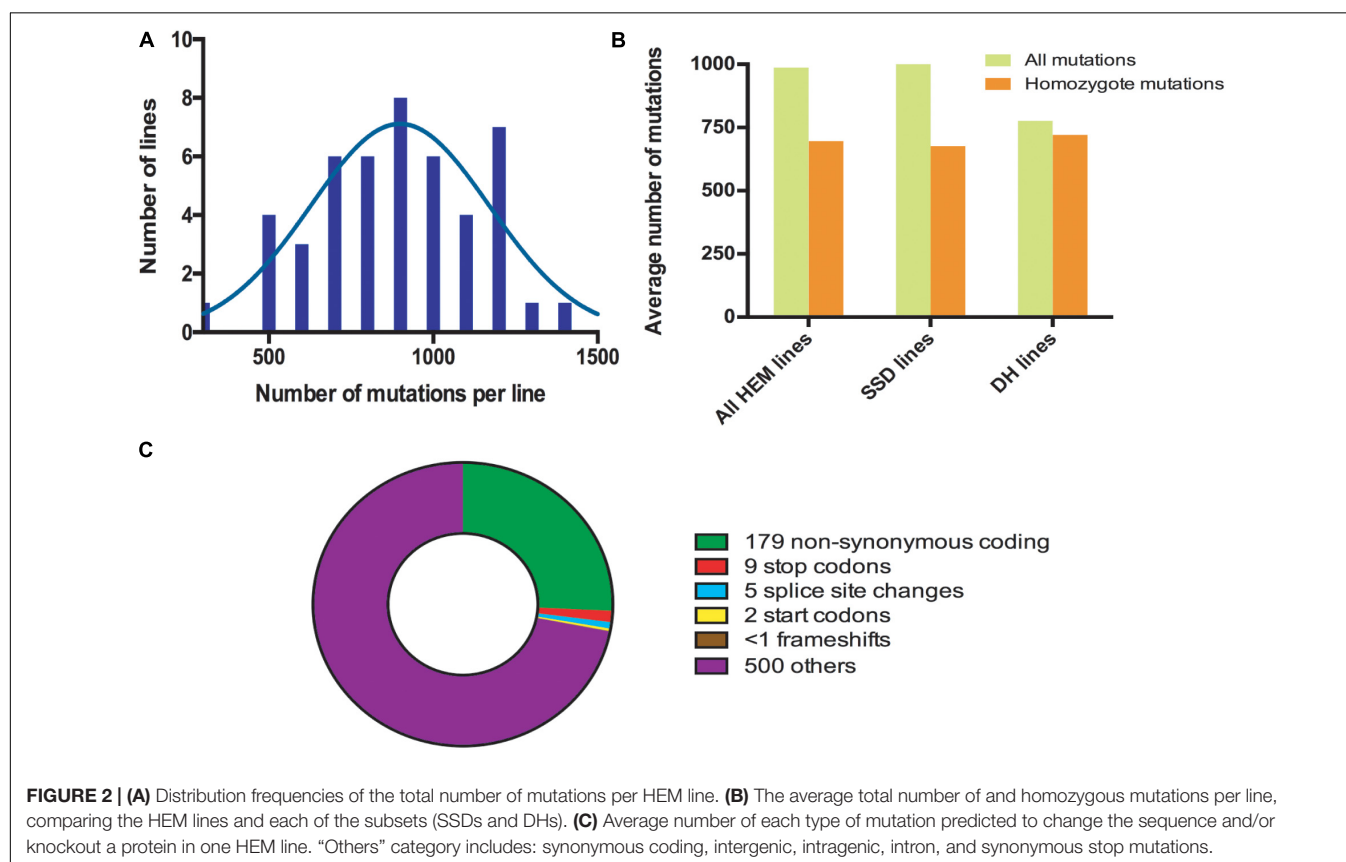 A
10
8
6
4
2
0
Number of lines
500
1000
1500
Number of mutations per line
B
1000
750
500
250
0
Average number of mutations
All mutations
Homozygote mutations
All HEM lines
SSD lines
DH lines
C
179 non-synonymous coding
9 stop codons
5 splice site changes
2 start codons
<1 frameshifts
500 others
FIGURE 2 | (A) Distribution frequencies of the total number of mutations per HEM line. (B) The average total number of and homozygous mutations per line,
comparing the HEM lines and each of the subsets (SSDs and DHs). (C) Average number of each type of mutation predicted to change the sequence and/or
knockout a protein in one HEM line. “Others” category includes: synonymous coding, intergenic, intragenic, intron, and synonymous stop mutations.